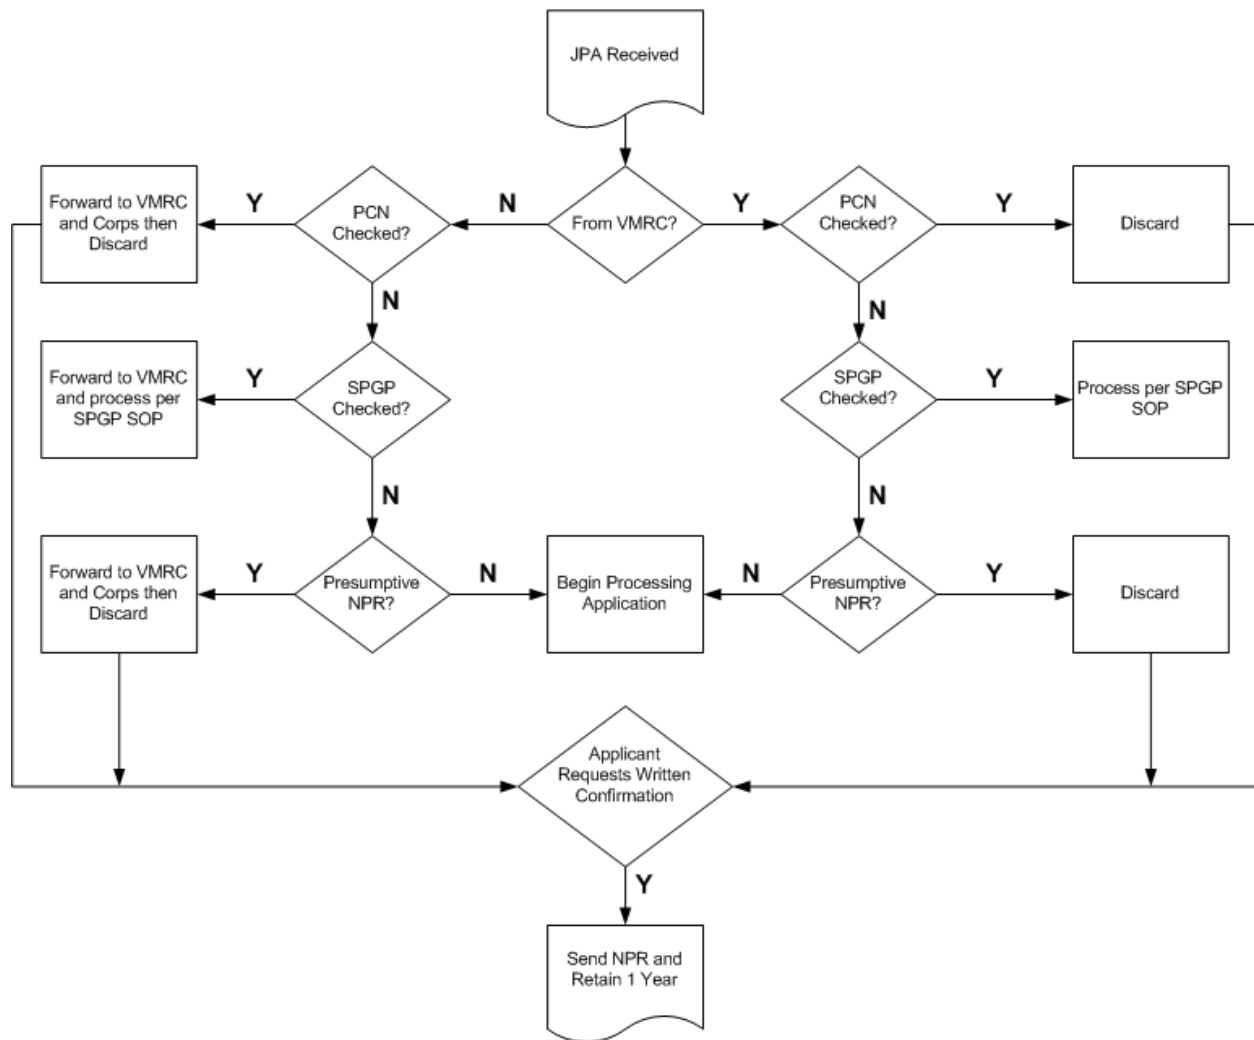 JPA Received
Forward to VMRC
and Corps then
Discard
Y
PCN
Checked?
N
From VMRC?
Y
PCN
Checked?
Y
Discard
N
N
Forward to VMRC
and process per
SPGP SOP
Y
SPGP
Checked?
SPGP
Checked?
Y
Process per SPGP
SOP
N
N
Forward to VMRC
and Corps then
Discard
Y
Presumptive
NPR?
N
Begin Processing
Application
N
Presumptive
NPR?
Y
Discard
Applicant
Requests Written
Confirmation
Y
Send NPR and
Retain 1 Year